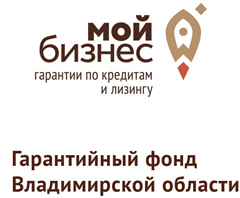 мой
бизнес
гарантии по кредитам
и лизингу
Гарантийный фонд
Владимирской области